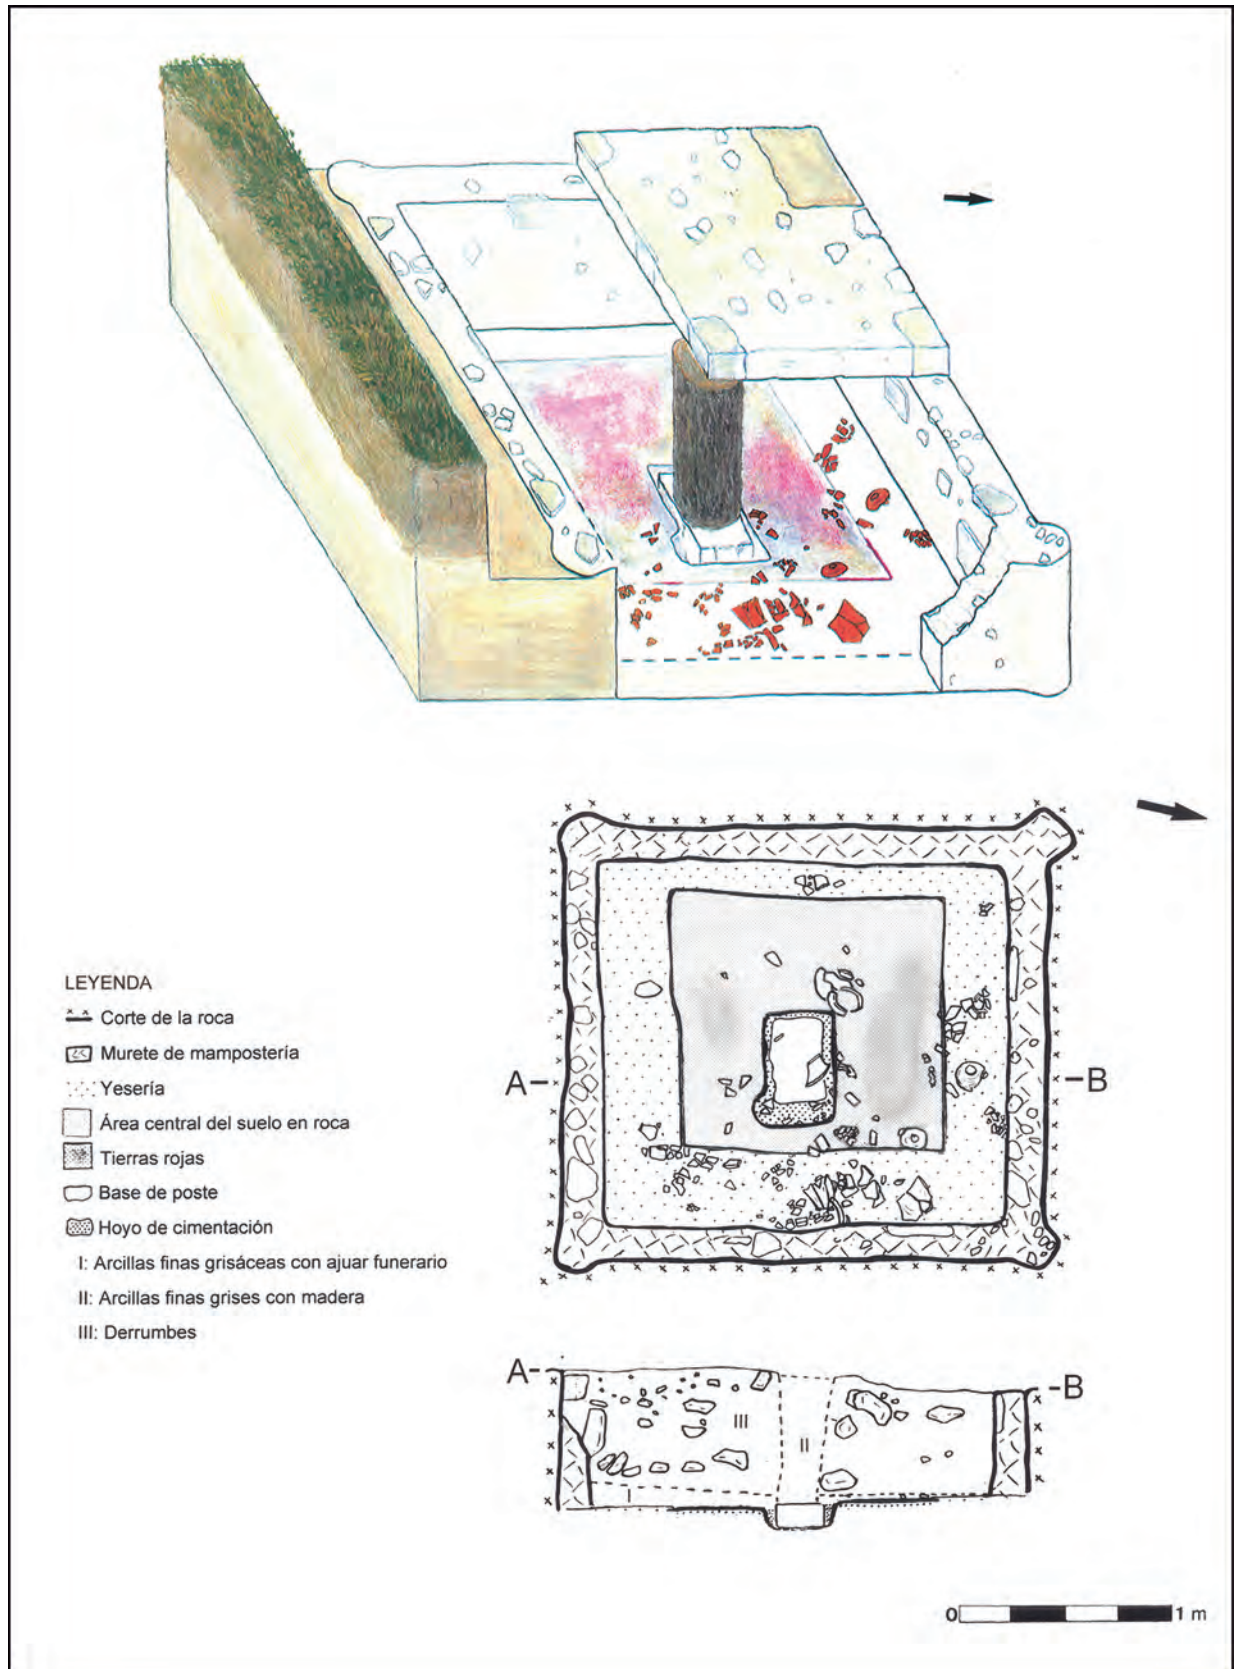 LEYENDA
Corte de la roca
Murete de mampostería
Yesería
Área central del suelo en roca
Tierras rojas
Base de poste
Hoyo de cimentación
I: Arcillas finas grisáceas con ajuar funerario
II: Arcillas finas grises con madera
III: Derrumbes
A
B
A
B
III
II
I
0 1 m